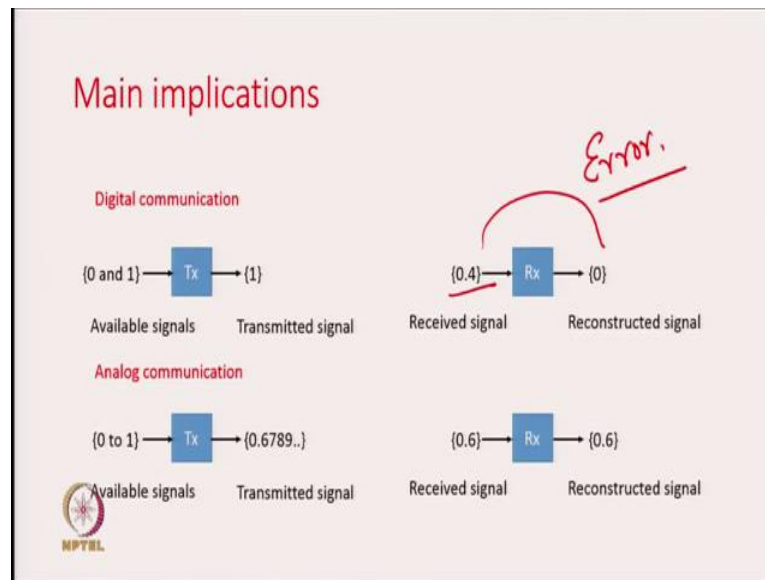 Main implications
Error.
Digital communication
{0 and 1} Tx {1} {0.4} Rx {0}
Available signals Transmitted signal Received signal Reconstructed signal
Analog communication
{0 to 1} Tx {0.6789..} {0.6} Rx {0.6}
Available signals Transmitted signal Received signal Reconstructed signal
NPTEL